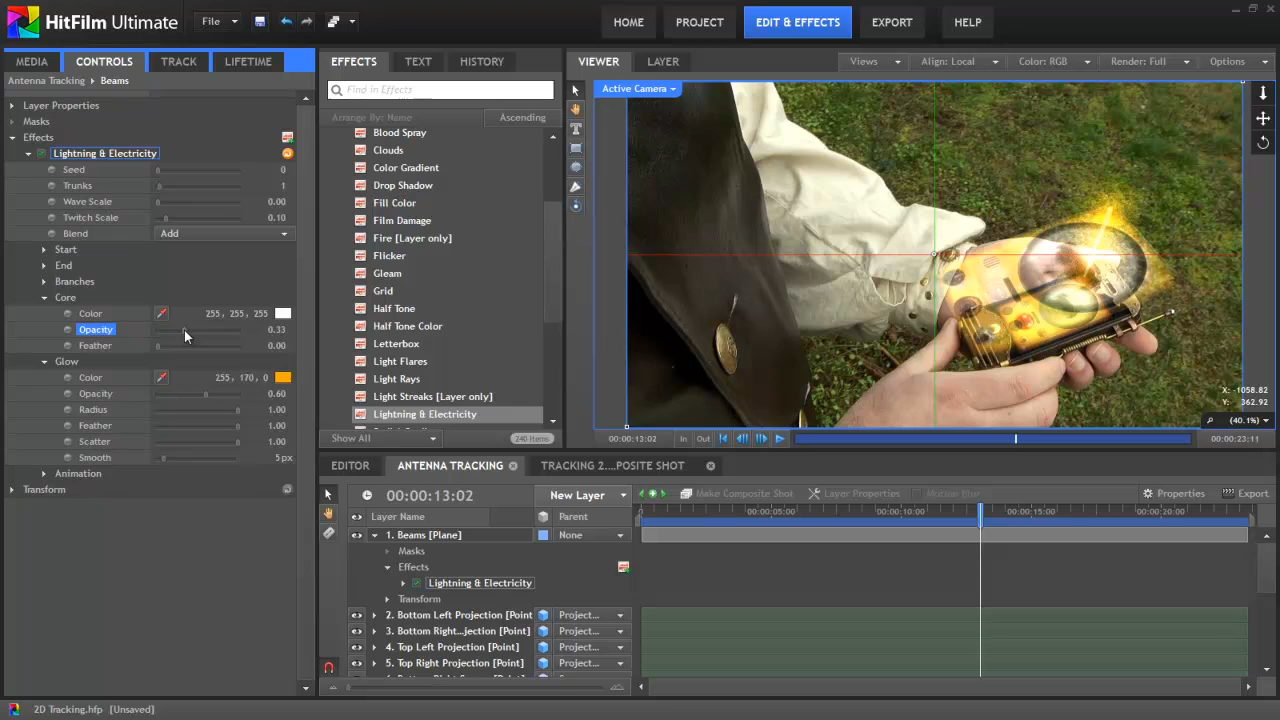 HitFilm Ultimate
File
HOME
PROJECT
EDIT & EFFECTS
EXPORT
HELP
MEDIA
CONTROLS
TRACK
LIFETIME
Antenna Tracking > Beams
Layer Properties
Masks
Effects
Lightning & Electricity
Seed 0
Trunks 1
Wave Scale 0.00
Twitch Scale 0.10
Blend Add
Start
End
Branches
Core
Color 255, 255, 255
Opacity 0.33
Feather 0.00
Glow
Color 255, 170, 0
Opacity 0.60
Radius 1.00
Feather 1.00
Scatter 1.00
Smooth 5px
Animation
Transform
EFFECTS
TEXT
HISTORY
Find in Effects
Arrange By: Name
Ascending
Blood Spray
Clouds
Color Gradient
Drop Shadow
Fill Color
Film Damage
Fire [Layer only]
Flicker
Gleam
Grid
Half Tone
Half Tone Color
Letterbox
Light Flares
Light Rays
Light Streaks [Layer only]
Lightning & Electricity
Show All
240 Items
VIEWER
LAYER
Views
Align: Local
Color: RGB
Render: Full
Options
Active Camera
X: -1058.82
Y: 362.92
(40.1%)
00:00:13:02
In
Out
00:00:23:11
EDITOR
ANTENNA TRACKING
TRACKING 2....POSITE SHOT
00:00:13:02
New Layer
Make Composite Shot
Layer Properties
Motion Blur
Properties
Export
Layer Name
Parent
0
00:00:05:00
00:00:10:00
00:00:15:00
00:00:20:00
1. Beams [Plane] None
Masks
Effects
Lightning & Electricity
Transform
2. Bottom Left Projection [Point Project...
3. Bottom Right...jection [Point] Project...
4. Top Left Projection [Point] Project...
5. Top Right Projection [Point] Project...
2D Tracking.hfp [Unsaved]